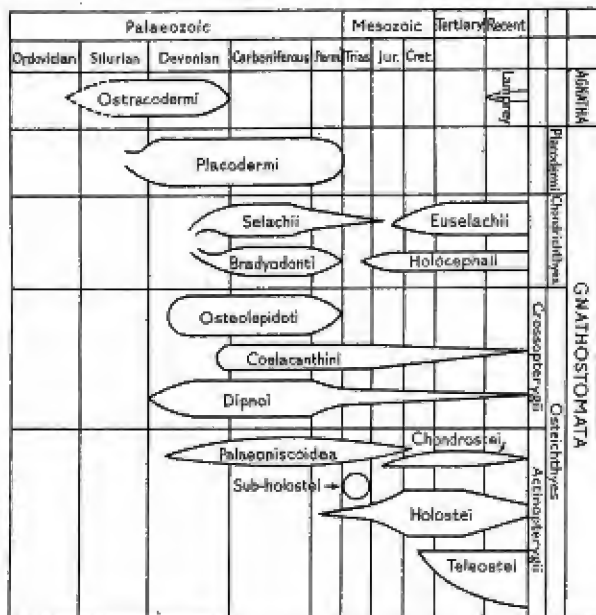 Palaeozoic Mesozoic Tertiary Recent
Ordovician Silurian Devonian Carboniferous Perm. Trias Jur. Cret.
Ostracodermi
Lamprey
AGNATHA
Placodermi
Placodermi
Selachii
Euselachii
Bradyodonti
Holocephali
Chondrichthyes
GNATHOSTOMATA
Osteolepidoti
Coelacanthini
Dipnoi
Crossopterygii
Osteichthyes
Palaeoniscoidea
Chondrostei
Sub-holostei
Holostei
Teleostei
Actinopterygii